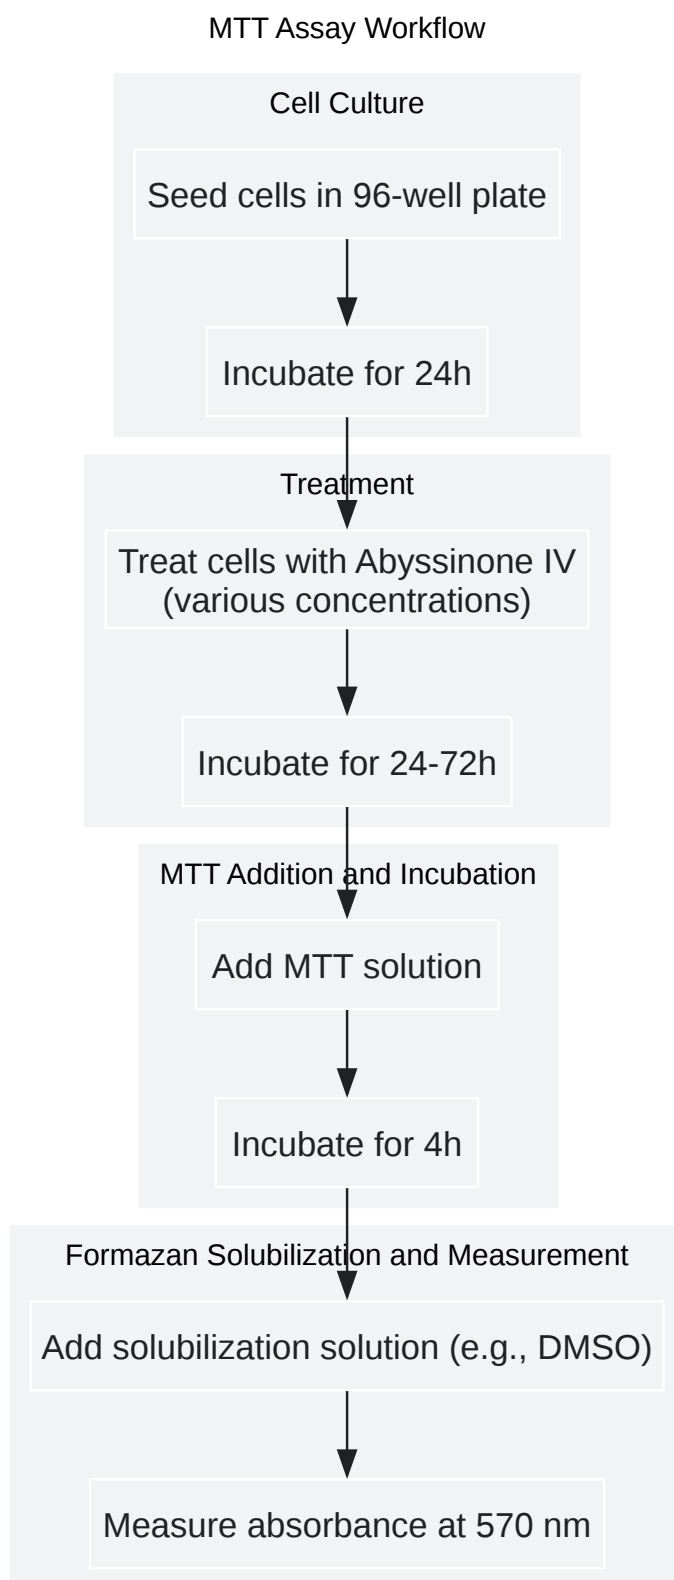 MTT Assay Workflow
Cell Culture
Seed cells in 96-well plate
Incubate for 24h
Treatment
Treat cells with Abyssinone IV
(various concentrations)
Incubate for 24-72h
MTT Addition and Incubation
Add MTT solution
Incubate for 4h
Formazan Solubilization and Measurement
Add solubilization solution (e.g., DMSO)
Measure absorbance at 570 nm